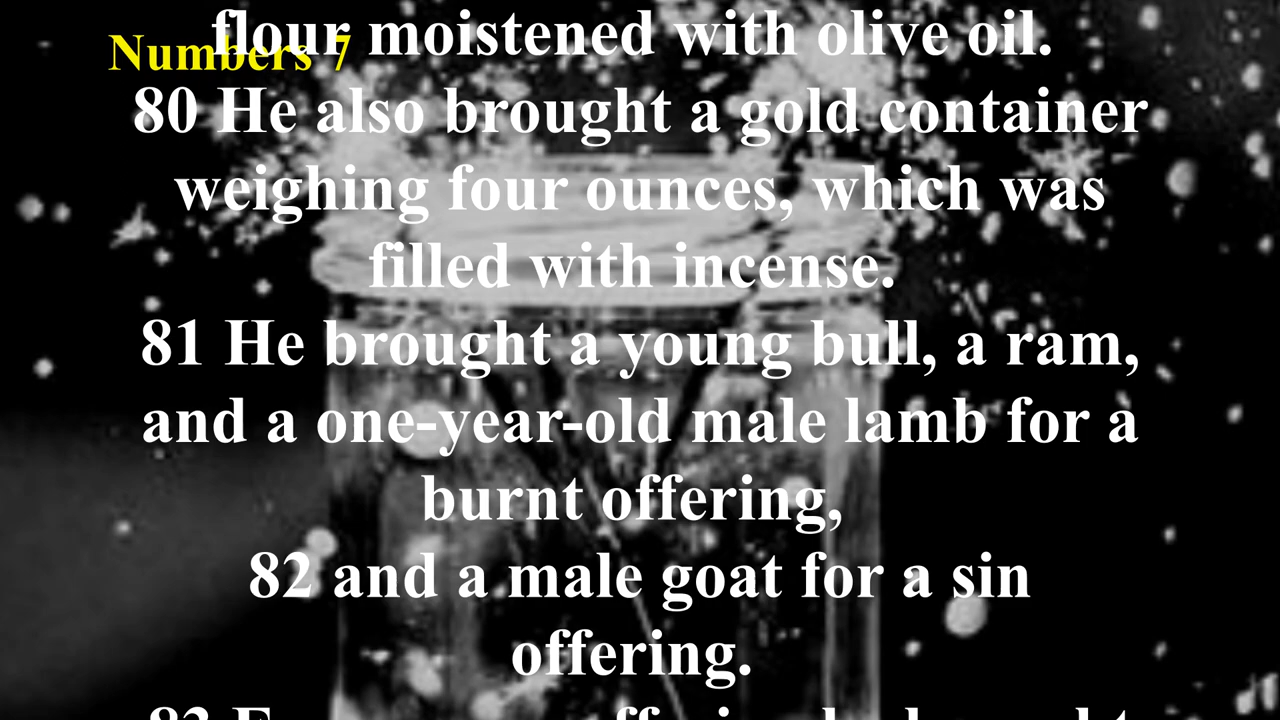 flour moistened with olive oil.
Numbers 7
80 He also brought a gold container
weighing four ounces, which was
filled with incense.
81 He brought a young bull, a ram,
and a one-year-old male lamb for a
burnt offering,
82 and a male goat for a sin
offering.
83